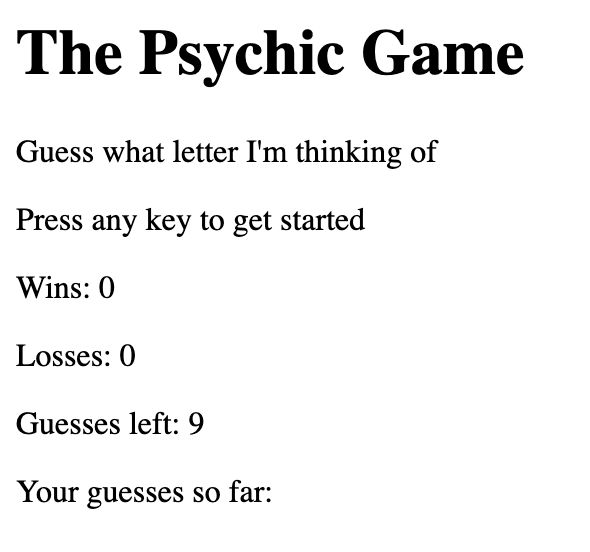 The Psychic Game
Guess what letter I'm thinking of
Press any key to get started
Wins: 0
Losses: 0
Guesses left: 9
Your guesses so far: